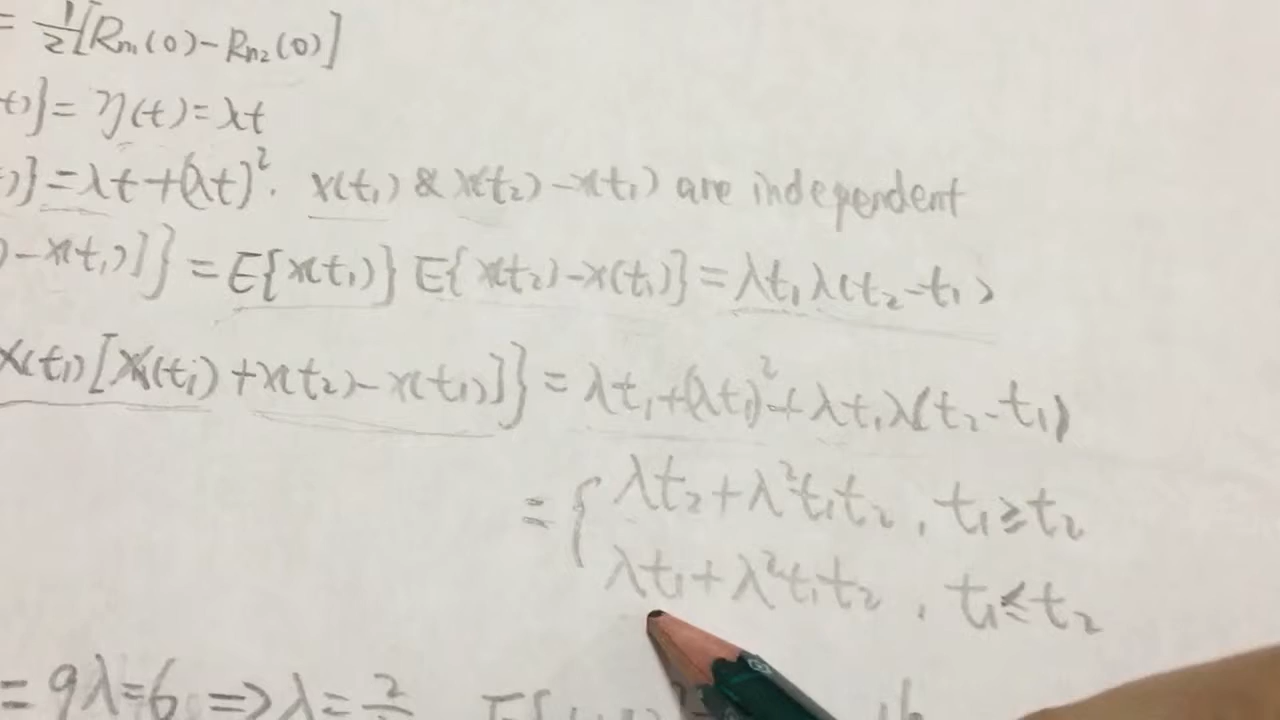 = 1/2[Rn₁(0)-Rn₂(0)]
t)]= η(t)=λt
)}=λt+(λt)². x(t₁) & x(t₂)-x(t₁) are independent
)-x(t₁)]} = E{x(t₁)} E{x(t₂)-x(t₁)} = λt₁λ(t₂-t₁)
x(t₁)[x(t₁)+x(t₂)-x(t₁)]} = λt₁+(λt₁)²+λt₁λ(t₂-t₁)
= { λt₂+λ²t₁t₂, t₁≥t₂
λt₁+λ²t₁t₂, t₁≤t₂
= 9λ=6 => λ=2/